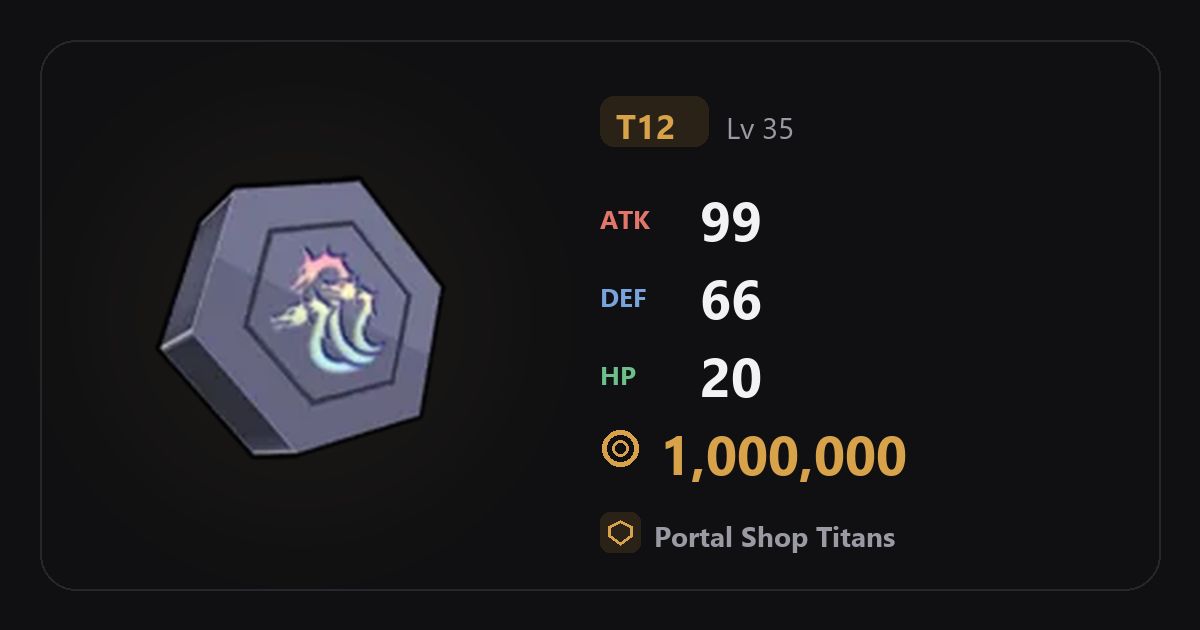 T12 Lv 35
ATK 99
DEF 66
HP 20
1,000,000
Portal Shop Titans